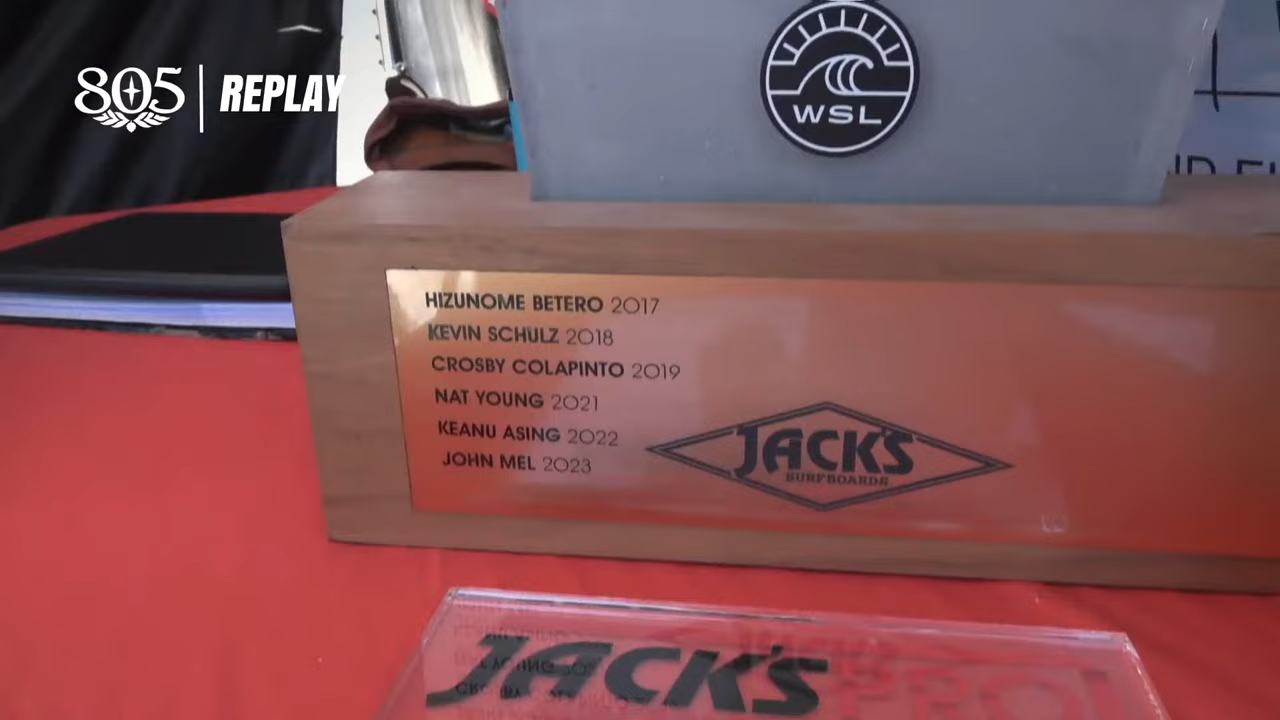 805 | REPLAY
WSL
HIZUNOME BETERO 2017
KEVIN SCHULZ 2018
CROSBY COLAPINTO 2019
NAT YOUNG 2021
KEANU ASING 2022
JOHN MEL 2023
JACK'S
SURFBOARDS
JACK'S